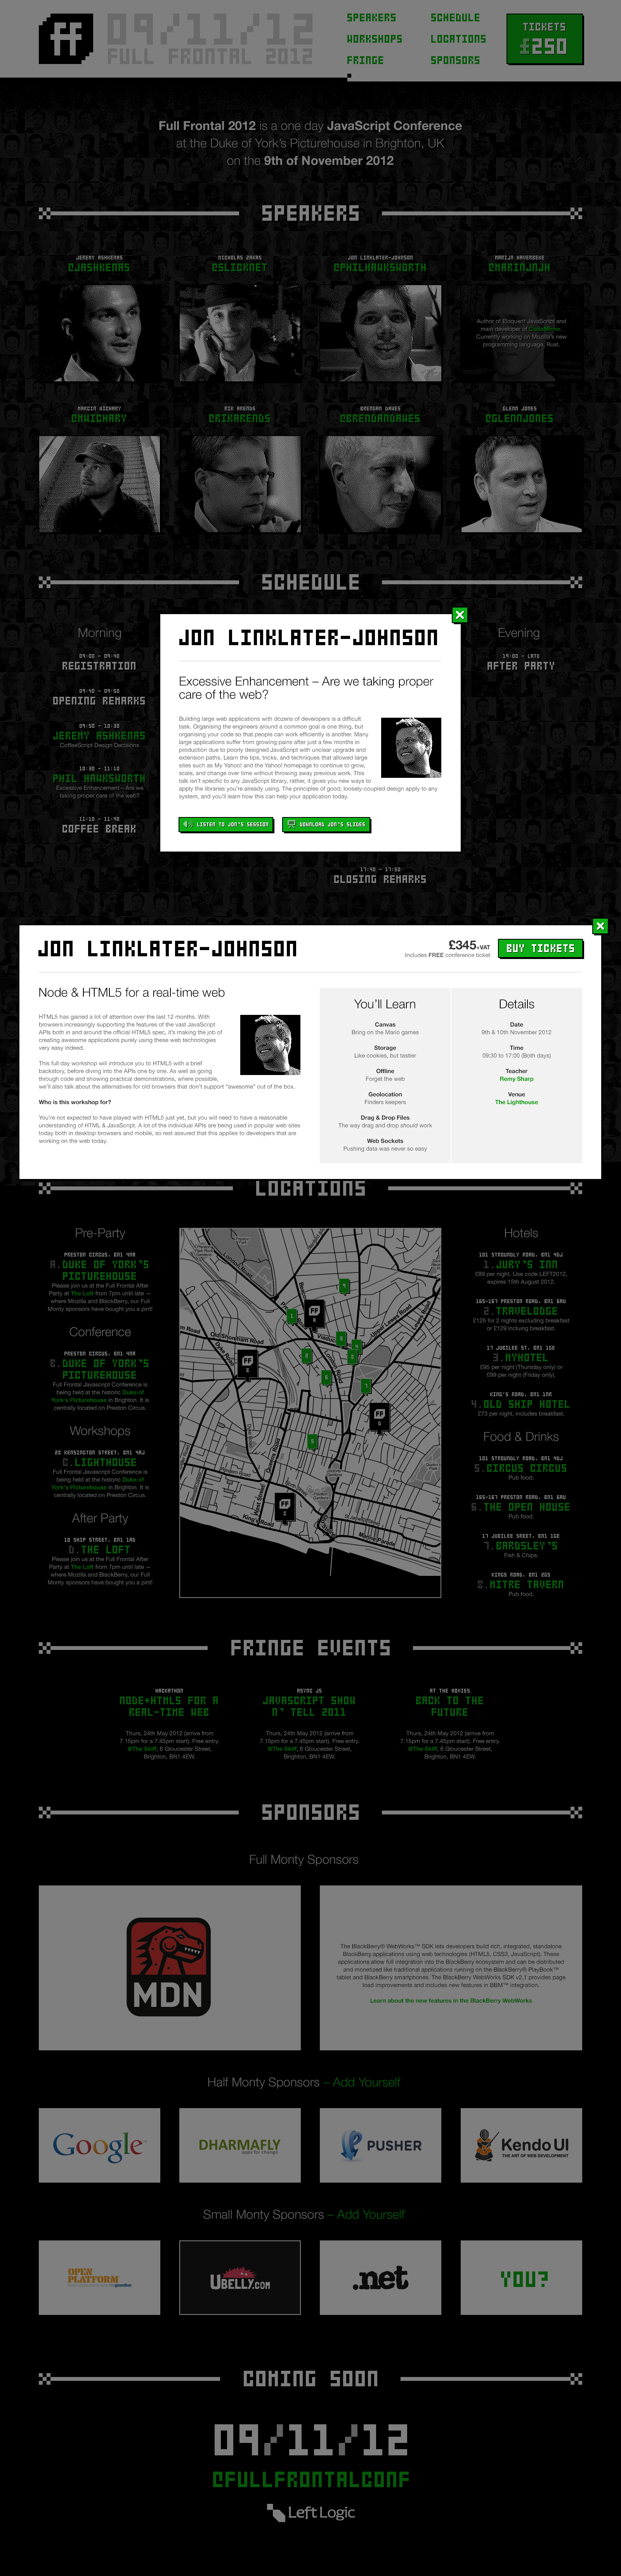 ff
09/11/12
FULL FRONTAL 2012
SPEAKERS
SCHEDULE
WORKSHOPS
LOCATIONS
FRINGE
SPONSORS
TICKETS
£250
Full Frontal 2012 is a one day JavaScript Conference
at the Duke of York's Picturehouse in Brighton, UK
on the 9th of November 2012
SPEAKERS
JEREMY ASHKENAS
@JASHKENAS
NICHOLAS ZAKAS
@SLICKNET
JON LINKLATER-JOHNSON
@PHILHAWKSWORTH
MARIJN HAVERBEKE
@MARIJNJH
Author of Eloquant JavaScript and
main developer of CodeMirror.
Currently working on Mozilla's new
programming language, Rust.
MARCIN WICHARY
@MWICHARY
RIK ARENDS
@RIKARENDS
BRENDAN DAWES
@BRENDANDAWES
GLENN JONES
@GLENNJONES
SCHEDULE
Morning
09:00 - 09:40
REGISTRATION
09:40 - 09:50
OPENING REMARKS
09:50 - 10:30
JEREMY ASHKENAS
CoffeeScript Design Decisions
10:30 - 11:10
PHIL HAWKSWORTH
Excessive Enhancement – Are we
taking proper care of the web?
11:10 - 11:40
COFFEE BREAK
Evening
19:00 - LATE
AFTER PARTY
JON LINKLATER-JOHNSON
Excessive Enhancement – Are we taking proper
care of the web?
Building large web applications with dozens of developers is a difficult
task. Organising the engineers around a common goal is one thing, but
organising your code so that people can work efficiently is another. Many
large applications suffer from growing pains after just a few months in
production due to poorly designed JavaScript with unclear upgrade and
extension paths. Learn the tips, tricks, and techniques that allowed large
sites such as My Yahoo! and the Yahoo! homepage to continue to grow,
scale, and change over time without throwing away previous work. This
talk isn't specific to any JavaScript library, rather, it gives you new ways to
apply the libraries you're already using. The principles of good, loosely-coupled design apply to any
system, and you'll learn how this can help your application today.
LISTEN TO JON'S SESSION
DOWNLOAD JON'S SLIDES
17:40 - 17:50
CLOSING REMARKS
JON LINKLATER-JOHNSON
£345+VAT
Includes FREE conference ticket
BUY TICKETS
Node & HTML5 for a real-time web
HTML5 has gained a lot of attention over the last 12 months. With
browsers increasingly supporting the features of the vast JavaScript
APIs both in and around the official HTML5 spec, it's making the job of
creating awesome applications purely using these web technologies
very easy indeed.
This full day workshop will introduce you to HTML5 with a brief
backstory, before diving into the APIs one by one. As well as going
through code and showing practical demonstrations, where possible,
we'll also talk about the alternatives for old browsers that don't support "awesome" out of the box.
Who is this workshop for?
You're not expected to have played with HTML5 just yet, but you will need to have a reasonable
understanding of HTML & JavaScript. A lot of the individual APIs are being used in popular web sites
today both in desktop browsers and mobile, so rest assured that this applies to developers that are
working on the web today.
You'll Learn
Canvas
Bring on the Mario games
Storage
Like cookies, but tastier
Offline
Forget the web
Geolocation
Finders keepers
Drag & Drop Files
The way drag and drop should work
Web Sockets
Pushing data was never so easy
Details
Date
9th & 10th November 2012
Time
09:30 to 17:00 (Both days)
Teacher
Remy Sharp
Venue
The Lighthouse
LOCATIONS
Pre-Party
PRESTON CIRCUS, BN1 4NA
A.DUKE OF YORK'S
PICTUREHOUSE
Please join us at the Full Frontal After
Party at The Loft from 7pm until late —
where Mozilla and BlackBerry, our Full
Monty sponsors have bought you a pint!
Conference
PRESTON CIRCUS, BN1 4NA
B.DUKE OF YORK'S
PICTUREHOUSE
Full Frontal Javascript Conference is
being held at the historic Duke of
York's Picturehouse in Brighton. It is
centrally located on Preston Circus.
Workshops
28 KENSINGTON STREET, BN1 4AJ
C.LIGHTHOUSE
Full Frontal Javascript Conference is
being held at the historic Duke of
York's Picturehouse in Brighton. It is
centrally located on Preston Circus.
After Party
10 SHIP STREET, BN1 1AD
D.THE LOFT
Please join us at the Full Frontal After
Party at The Loft from 7pm until late —
where Mozilla and BlackBerry, our Full
Monty sponsors have bought you a pint!
Old Shoreham Road
Hotels
101 STROUDLEY ROAD, BN1 4DJ
1.JURY'S INN
£89 per night. Use code LEFT2012,
expires 15th August 2012.
165-167 PRESTON ROAD, BN1 6AU
2.TRAVELODGE
£125 for 2 nights excluding breakfast
or £129 incluing breakfast.
17 JUBILEE ST, BN1 1GE
3.MYHOTEL
£95 per night (Thursday only) or
£99 per night (Friday only).
KING'S ROAD, BN1 1NR
4.OLD SHIP HOTEL
£73 per night, includes breakfast.
Food & Drinks
101 STROUDLEY ROAD, BN1 4DJ
5.CIRCUS CIRCUS
Pub food.
165-167 PRESTON ROAD, BN1 6AU
6.THE OPEN HOUSE
Pub food.
17 JUBILEE SREET, BN1 1GE
7.BARDSLEY'S
Fish & Chips.
KINGS ROAD, BN1 2GS
8.MITRE TAVERN
Pub food.
FRINGE EVENTS
HACKATHON
NODE+HTML5 FOR A
REAL-TIME WEB
Thurs, 24th May 2012 (arrive from
7.15pm for a 7.45pm start). Free entry.
@The Skiff, 6 Gloucester Street,
Brighton, BN1 4EW.
ASYNC JS
JAVASCRIPT SHOW
N' TELL 2011
Thurs, 24th May 2012 (arrive from
7.15pm for a 7.45pm start). Free entry.
@The Skiff, 6 Gloucester Street,
Brighton, BN1 4EW.
AT THE MOVIES
BACK TO THE
FUTURE
Thurs, 24th May 2012 (arrive from
7.15pm for a 7.45pm start). Free entry.
@The Skiff, 6 Gloucester Street,
Brighton, BN1 4EW.
SPONSORS
Full Monty Sponsors
MDN
The BlackBerry® WebWorks™ SDK lets developers build rich, integrated, standalone
BlackBerry applications using web technologies (HTML5, CSS3, JavaScript). These
applications allow full integration into the BlackBerry ecosystem and can be distributed
and monetized like traditional applications running on the BlackBerry® PlayBook™
tablet and BlackBerry smartphones. The BlackBerry WebWorks SDK v2.1 provides page
load improvements and includes new features in BBM™ integration.
Learn about the new features in the BlackBerry WebWorks
Half Monty Sponsors – Add Yourself
Google™
DHARMAFLY
apps for change
PUSHER
Kendo UI
THE ART OF WEB DEVELOPMENT
Small Monty Sponsors – Add Yourself
OPEN
PLATFORM
UBELLY.COM
.net
YOU?
COMING SOON
09/11/12
@FULLFRONTALCONF
Left Logic